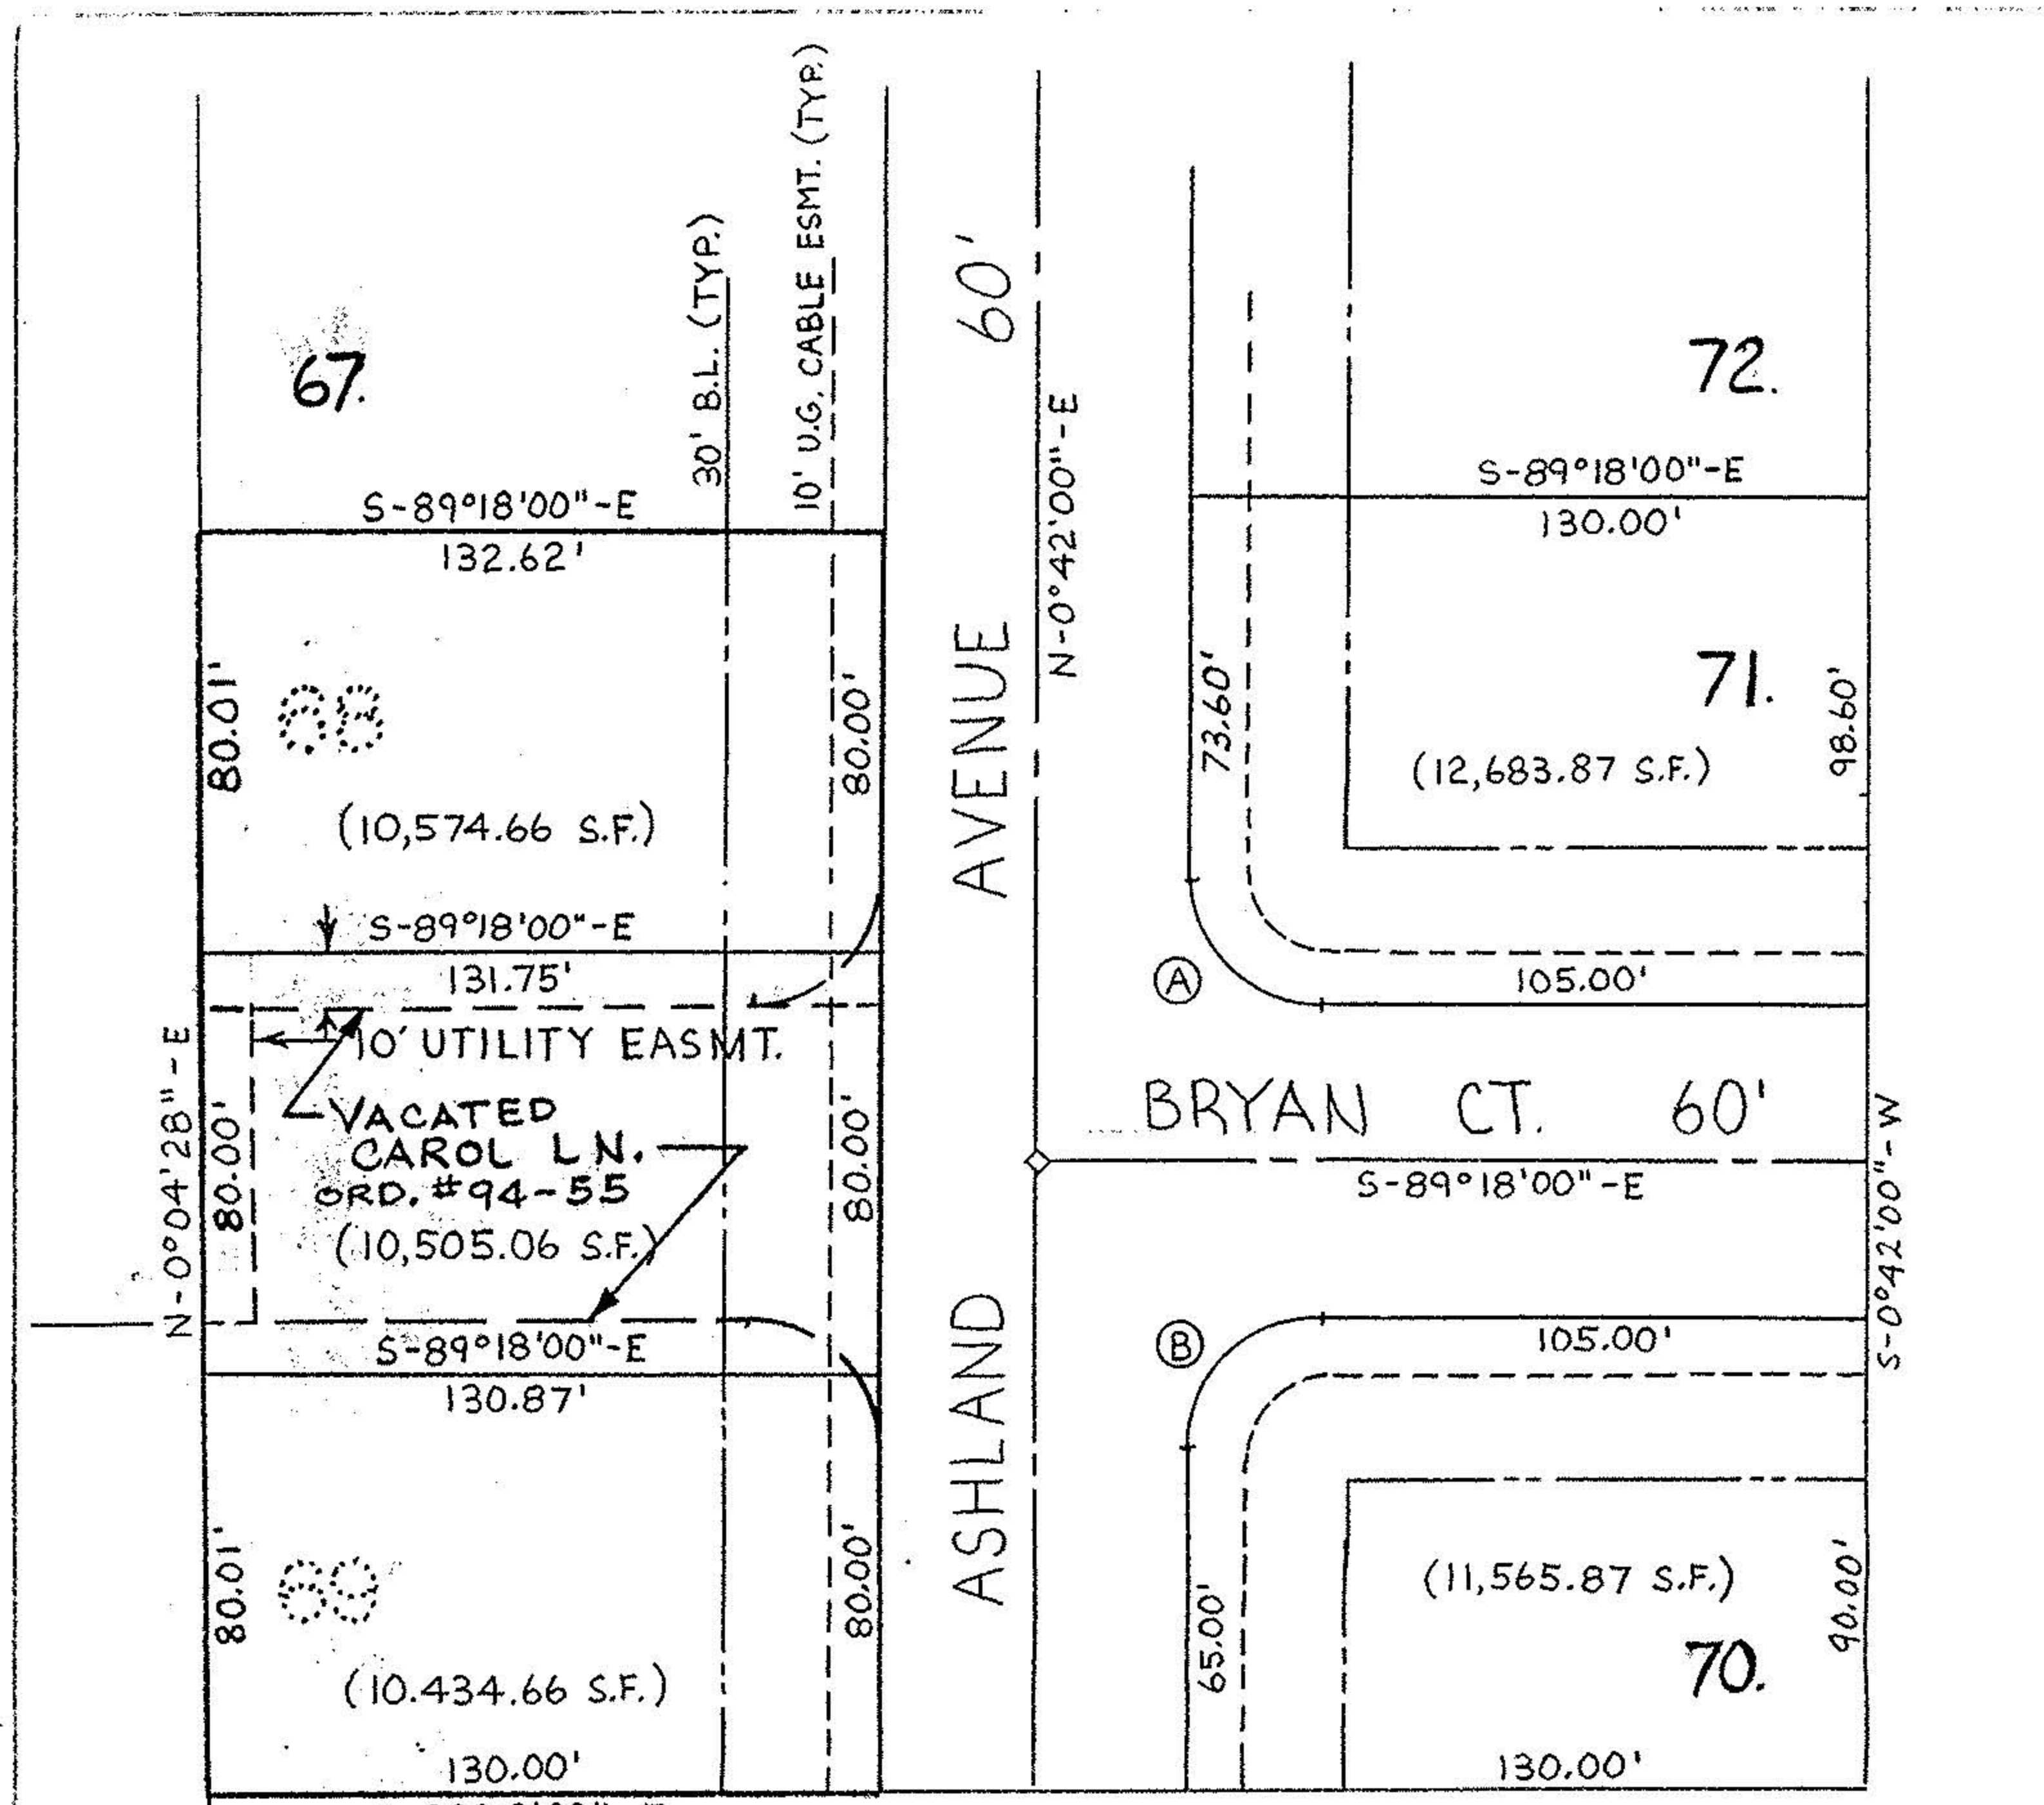 67.
30' B.L. (TYP.)
10' U.G. CABLE ESMT. (TYP.)
60'
N-0°42'00"-E
72.
S-89°18'00"-E
130.00'
S-89°18'00"-E
132.62'
80.01'
68
80.00'
(10,574.66 S.F.)
AVENUE
73.60'
71.
98.60'
(12,683.87 S.F.)
S-89°18'00"-E
131.75'
A
105.00'
10' UTILITY EASMT.
N-0°04'28"-E
80.00'
VACATED
CAROL LN.
ORD. #94-55
(10,505.06 S.F.)
80.00'
BRYAN CT. 60'
S-89°18'00"-E
S-0°42'00"-W
S-89°18'00"-E
130.87'
ASHLAND
B
105.00'
80.01'
69
80.00'
(10.434.66 S.F.)
130.00'
65.00'
(11,565.87 S.F.)
90.00'
70.
130.00'